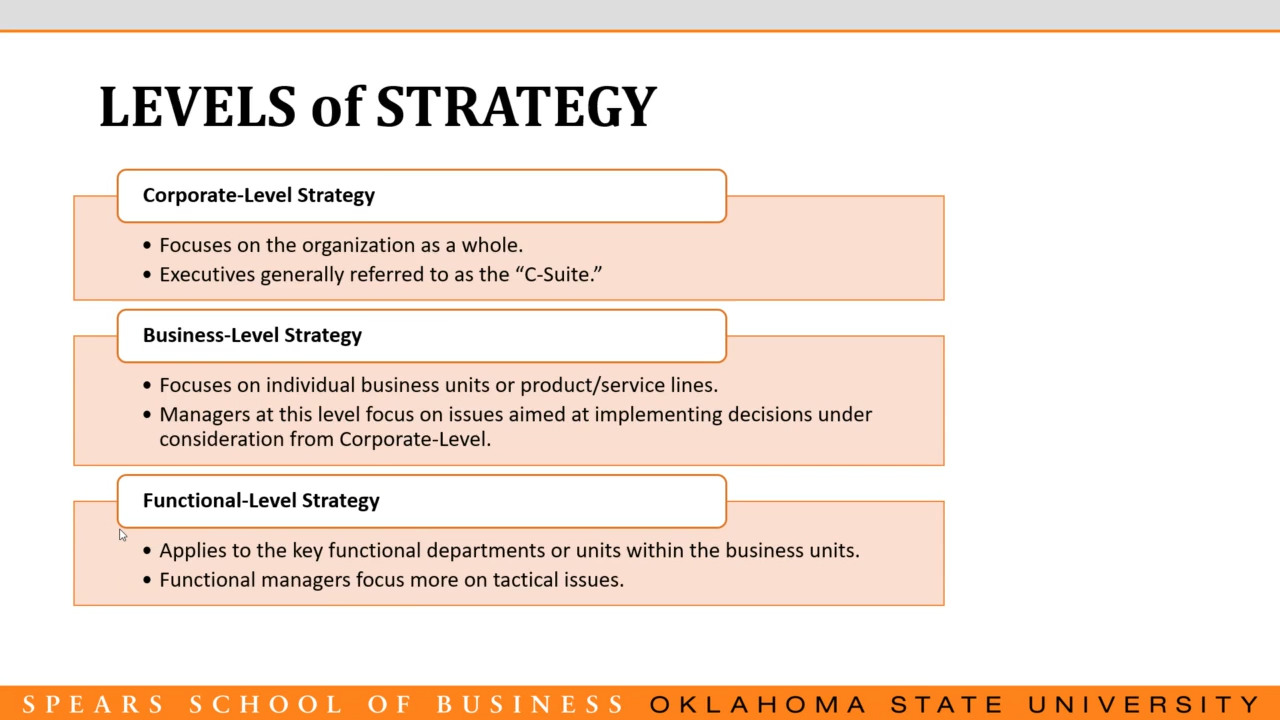 LEVELS of STRATEGY
Corporate-Level Strategy
• Focuses on the organization as a whole.
• Executives generally referred to as the “C-Suite.”
Business-Level Strategy
• Focuses on individual business units or product/service lines.
• Managers at this level focus on issues aimed at implementing decisions under
consideration from Corporate-Level.
Functional-Level Strategy
• Applies to the key functional departments or units within the business units.
• Functional managers focus more on tactical issues.
SPEARS SCHOOL OF BUSINESS OKLAHOMA STATE UNIVERSITY